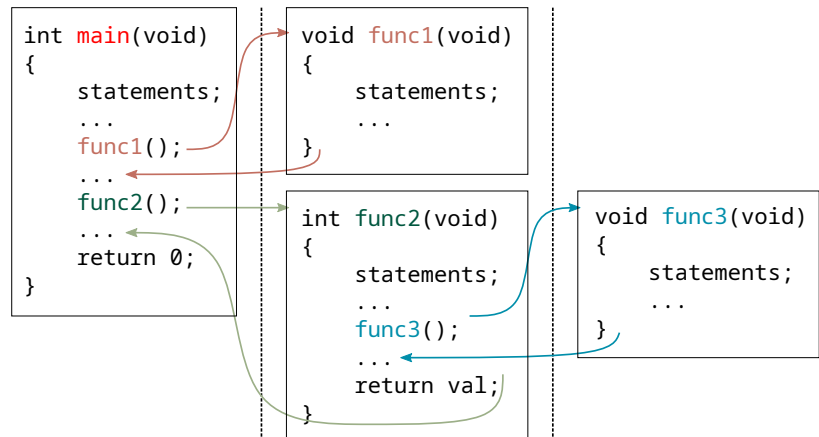 int main(void)
{
    statements;
    ...
    func1();
    ...
    func2();
    ...
    return 0;
}
void func1(void)
{
    statements;
    ...
}
int func2(void)
{
    statements;
    ...
    func3();
    ...
    return val;
}
void func3(void)
{
    statements;
    ...
}